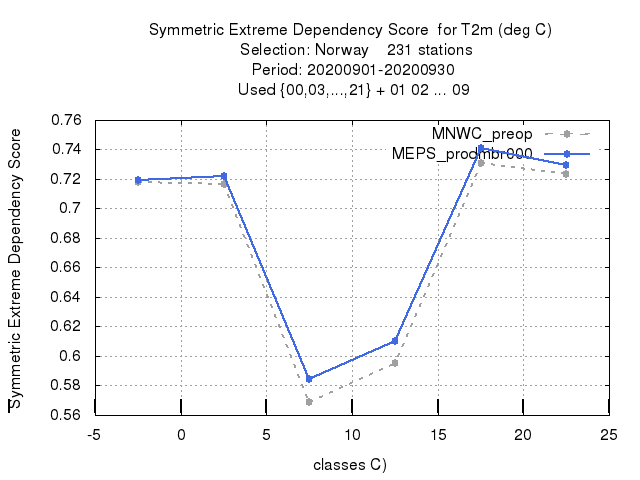 Symmetric Extreme Dependency Score for T2m (deg C)
Selection: Norway 231 stations
Period: 20200901-20200930
Used {00,03,...,21} + 01 02 ... 09
Symmetric Extreme Dependency Score
0.76
0.74
0.72
0.7
0.68
0.66
0.64
0.62
0.6
0.58
0.56
MNWC_preop
MEPS_prodmbr000
-5
0
5
10
15
20
25
classes C)